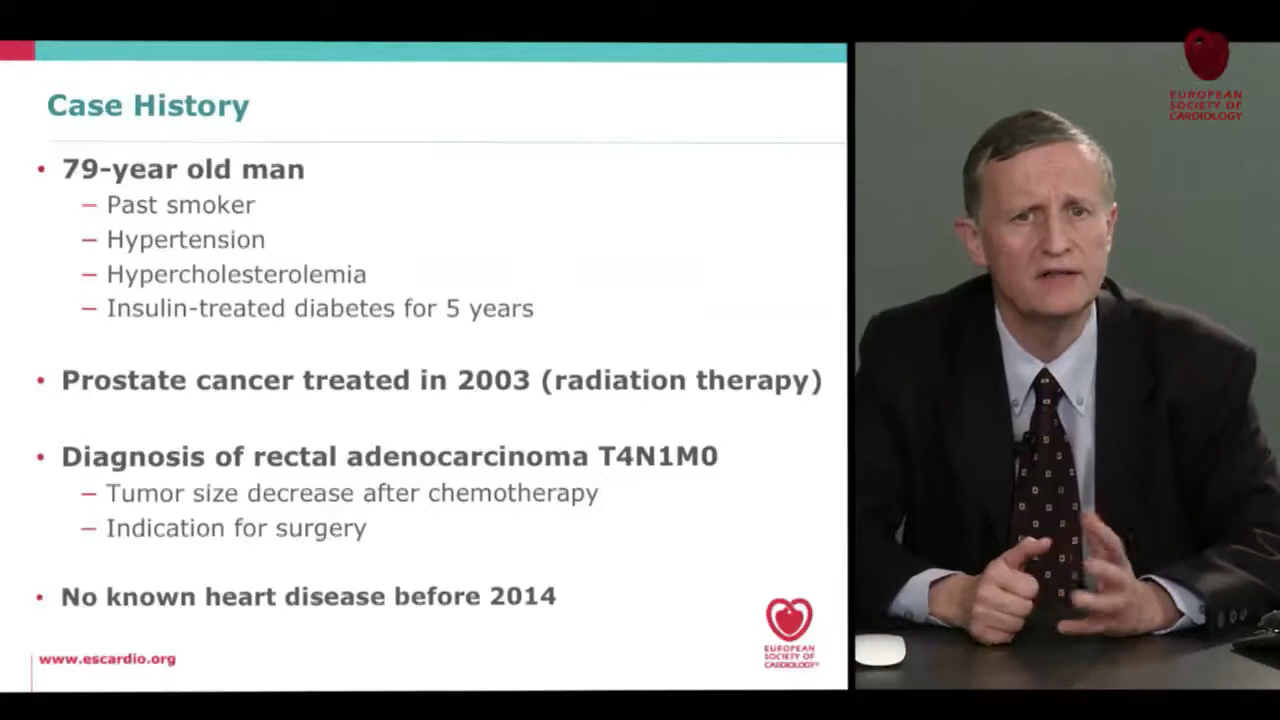 Case History
• 79-year old man
– Past smoker
– Hypertension
– Hypercholesterolemia
– Insulin-treated diabetes for 5 years
• Prostate cancer treated in 2003 (radiation therapy)
• Diagnosis of rectal adenocarcinoma T4N1M0
– Tumor size decrease after chemotherapy
– Indication for surgery
• No known heart disease before 2014
www.escardio.org
EUROPEAN
SOCIETY OF
CARDIOLOGY®
EUROPEAN
SOCIETY OF
CARDIOLOGY